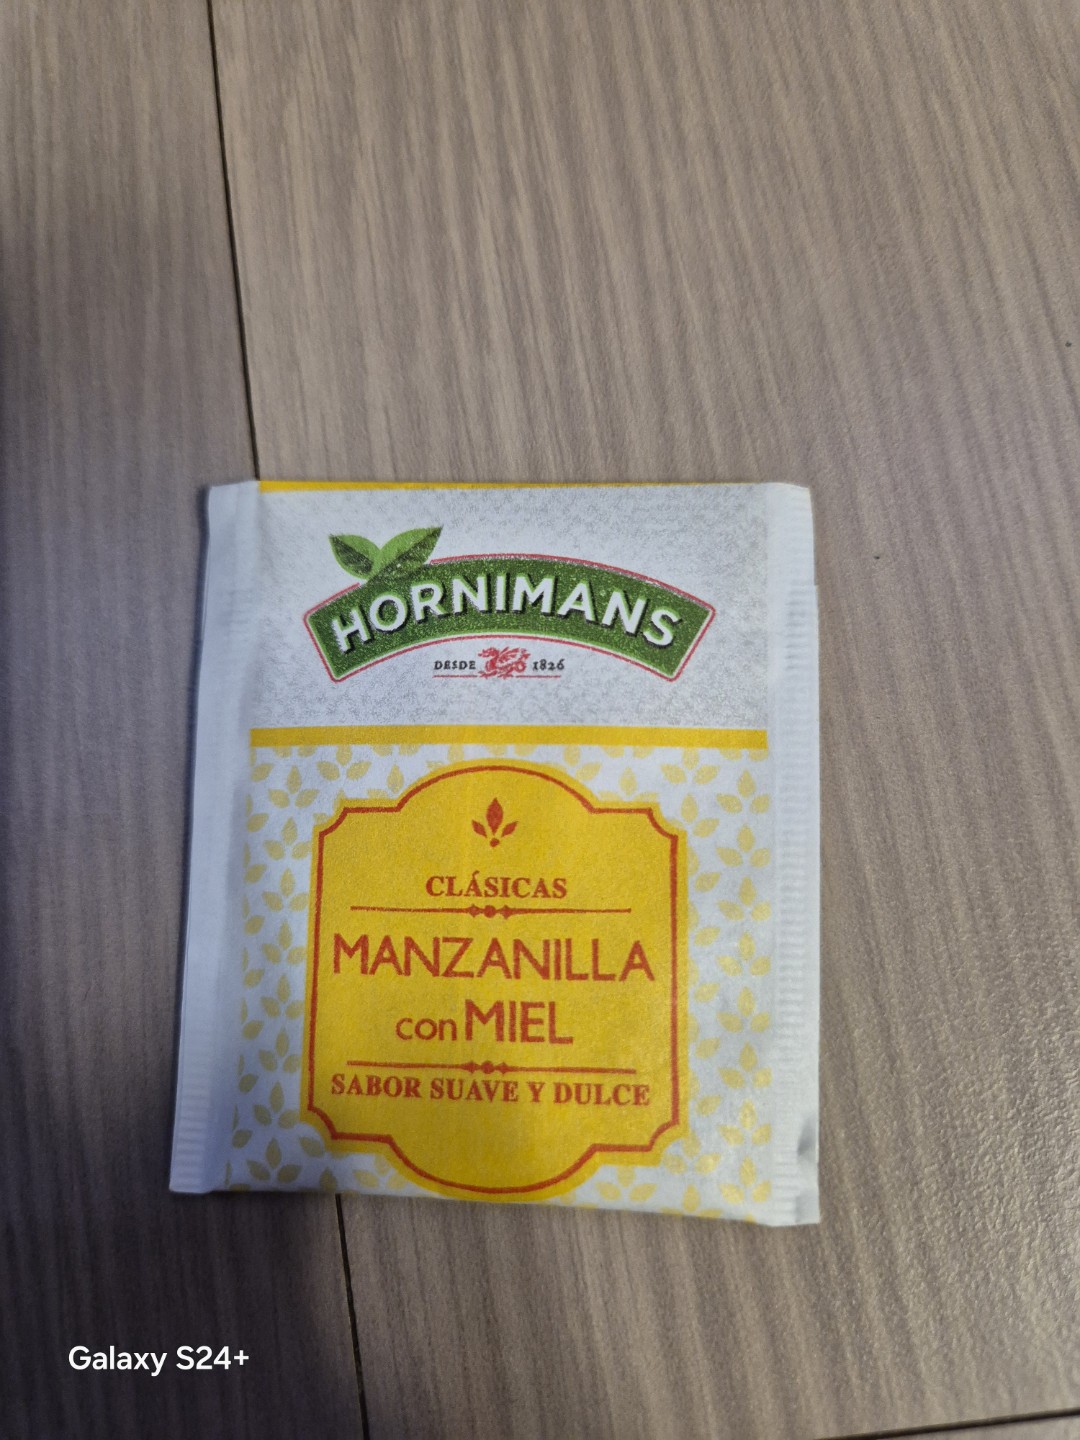 HORNIMANS
DESDE 1826
CLÁSICAS
MANZANILLA
con MIEL
SABOR SUAVE Y DULCE
Galaxy S24+